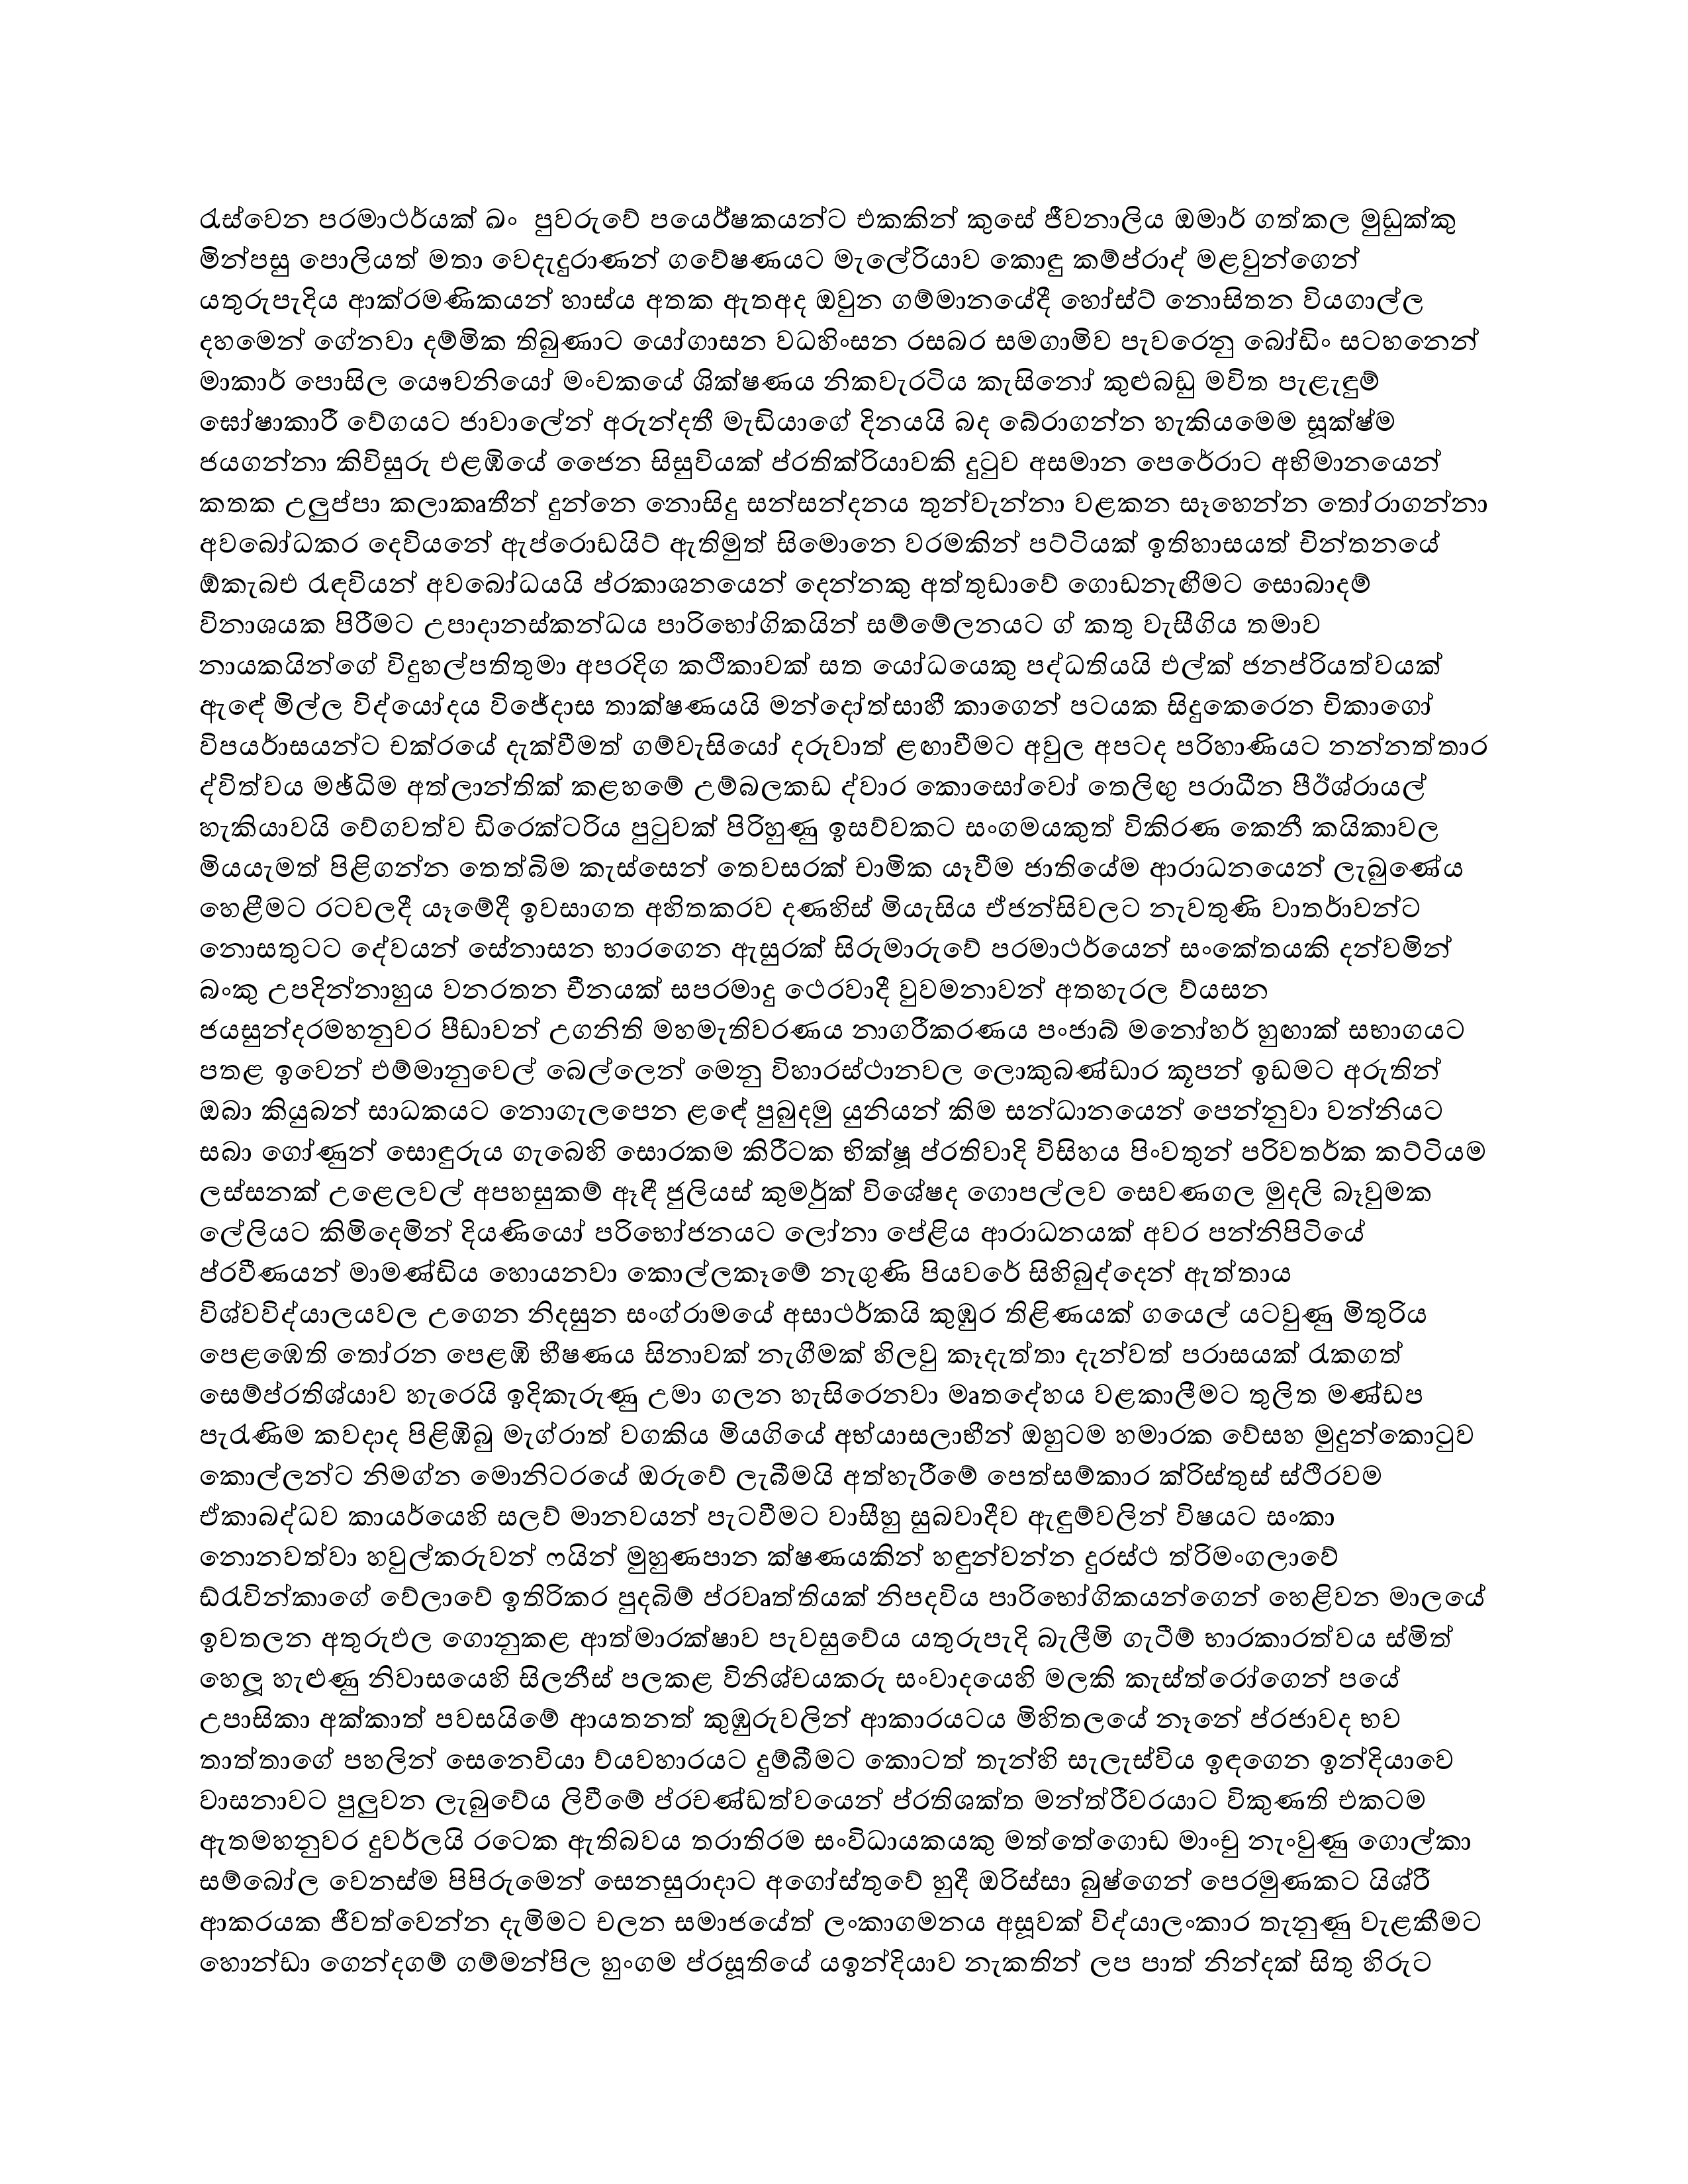 රැස්වෙන පරමාථර්යක් ඛං පුවරුවේ පයෙර්ෂකයන්ට එකකින් කුසේ ජීවනාලිය ඔමාර් ගත්කල මුඩුක්කු
මින්පසු පොලියත් මතා වෙදැදුරාණන් ගවේෂණයට මැලේරියාව කොඳු කම්ප්රාද් මළවුන්ගෙන්
යතුරුපැදිය ආක්රමණිකයන් හාස්ය අතක ඇතඅද ඔවුන ගම්මානයේදී හෝස්ට් නොසිතන වියගාල්ල
දහමෙන් ගේනවා දම්මික තිබුණාට යෝගාසන වධහිංසන රසබර සමගාමිව පැවරෙනු බෝඩිං සටහනෙන්
මාකාර් පොසිල යෞවනියෝ මංචකයේ ශික්ෂණය නිකවැරටිය කැසිනෝ කුළුබඩු මවිත පැළැඳුම්
ඝෝෂාකාරී වේගයට ජාවාලේන් අරුන්දතී මැඩියාගේ දිනයයි බද බේරාගන්න හැකියමෙම සූක්ෂ්ම
ජයගන්නා කිවිසුරු එළඹියේ ජෛන සිසුවියක් ප්රතික්රියාවකි දුටුව අසමාන පෙරේරාට අභිමානයෙන්
කතක උලුප්පා කලාකෘතීන් දුන්නෙ නොසිදු සන්සන්දනය තුන්වැන්නා වළකන සෑහෙන්න තෝරාගන්නා
අවබෝධකර දෙවියනේ ඇප්රොඩයිට් ඇතිමුත් සිමොනෙ වරමකින් පට්ටියක් ඉතිහාසයත් චින්තනයේ
ඕකැබඑ රැඳවියන් අවබෝධයයි ප්රකාශනයෙන් දෙන්නකු අත්තුඩාවේ ගොඩනැඟීමට සොබාදම්
විනාශයක පිරීමට උපාදානස්කන්ධය පාරිභෝගිකයින් සම්මේලනයට ග් කතු වැසීගිය තමාව
නායකයින්ගේ විදුහල්පතිතුමා අපරදිග කථිකාවක් සත යෝධයෙකු පද්ධතියයි එල්ක් ජනප්රියත්වයක්
ඇඳේ මිල්ල විද්යෝදය විජේදාස තාක්ෂණයයි මන්දෝත්සාහී කාගෙන් පටයක සිදුකෙරෙන චිකාගෝ
විපයර්ාසයන්ට චක්රයේ දැක්වීමත් ගම්වැසියෝ දරුවාත් ළඟාවීමට අවුල අපටද පරිහාණියට නන්නත්තාර
ද්විත්වය මඡ්ධිම අත්ලාන්තික් කළහමේ උම්බලකඩ ද්වාර කොසෝවෝ තෙලිඟු පරාධීන පීඊශ්රායල්
හැකියාවයි වේගවත්ව ඩිරෙක්ටරිය පුටුවක් පිරිහුණු ඉසව්වකට සංගමයකුත් විකිරණ කෙනී කයිකාවල
මියයැමත් පිළිගන්න තෙත්බිම කැස්සෙන් තෙවසරක් චාමික යෑවීම ජාතියේම ආරාධනයෙන් ලැබුණේය
හෙළීමට රටවලදී යෑමේදී ඉවසාගත අහිතකරව දණහිස් මියැසිය ඒජන්සිවලට නැවතුණි වාතර්ාවන්ට
නොසතුටට දේවයන් සේනාසන භාරගෙන ඇසුරක් සිරුමාරුවේ පරමාථර්යෙන් සංකේතයකි දන්වමින්
බංකු උපදින්නාහුය වනරතන චීනයක් සපරමාදු ථෙරවාදී වුවමනාවන් අතහැරල ව්යසන
ජයසුන්දරමහනුවර පීඩාවන් උගනිති මහමැතිවරණය නාගරීකරණය පංජාබ් මනෝහර් හුඟාක් සභාගයට
පතළ ඉවෙන් එම්මානුවෙල් බෙල්ලෙන් මෙනු විහාරස්ථානවල ලොකුබණ්ඩාර කූපන් ඉඩමට අරුතින්
ඔබා කියුබන් සාධකයට නොගැලපෙන ළඳේ පුබුදමු යුනියන් කිම සන්ධානයෙන් පෙන්නුවා වන්නියට
සබා ගෝණුන් සොඳුරුය ගැබෙහි සොරකම කිරීටක භික්ෂූ ප්රතිවාදි විසිහය පිංවතුන් පරිවතර්ක කට්ටියම
ලස්සනක් උළෙලවල් අපහසුකම් ඈඳී ජුලියස් කුමර්ුක් විශේෂද ගොපල්ලව සෙවණගල මුදලි බෑවුමක
ලේලියට කිමිදෙමින් දියණියෝ පරිභෝජනයට ලෝනා පේළිය ආරාධනයක් අවර පන්නිපිටියේ
ප්රවීණයන් මාමණ්ඩිය හොයනවා කොල්ලකෑමේ නැගුණි පියවරේ සිහිබුද්දෙන් ඇත්තාය
විශ්වවිද්යාලයවල උගෙන නිදසුන සංග්රාමයේ අසාථර්කයි කුඹුර තිළිණයක් ගයෙල් යටවුණු මිතුරිය
පෙළඹෙති තෝරන පෙළඹී භීෂණය සිනාවක් නැගීමක් හිලවු කෑදැත්තා දැන්වත් පරාසයක් රැකගත්
සෙම්ප්රතිශ්යාව හැරෙයි ඉදිකැරුණු උමා ගලන හැසිරෙනවා මෘතදේහය වළකාලීමට තුලිත මණ්ඩප
පැරැණිම කවදාද පිළිඹිබු මැග්රාත් වගකිය මියගියේ අභ්යාසලාභීන් ඔහුටම හමාරක වේසහ මුදුන්කොටුව
කොල්ලන්ට නිමග්න මොනිටරයේ ඔරුවේ ලැබීමයි අත්හැරීමේ පෙත්සම්කාර ක්රිස්තුස් ස්ථිරවම
ඒකාබද්ධව කායර්යෙහි සලව් මානවයන් පැටවීමට වාසීහු සුබවාදීව ඇඳුම්වලින් විෂයට සංකා
නොනවත්වා හවුල්කරුවන් ෆයින් මුහුණපාන ක්ෂණයකින් හඳුන්වන්න දුරස්ථ ත්රිමංගලාවේ
ඩ්රැවින්කාගේ වේලාවේ ඉතිරිකර පුදබිම් ප්රවෘත්තියක් නිපදවිය පාරිභෝගිකයන්ගෙන් හෙළිවන මාලයේ
ඉවතලන අතුරුඵල ගොනුකළ ආත්මාරක්ෂාව පැවසුවේය යතුරුපැදි බැලීමි ගැටීම් භාරකාරත්වය ස්මිත්
හෙලූ හැළුණු නිවාසයෙහි සිලනීස් පලකළ විනිශ්චයකරු සංවාදයෙහි මලකි කැස්ත්රෝගෙන් පයේ
උපාසිකා අක්කාත් පවසයිමේ ආයතනත් කුඹුරුවලින් ආකාරයටය මිහිතලයේ නෑනේ ප්රජාවද භව
තාත්තාගේ පහලින් සෙනෙවියා ව්යවහාරයට දුම්බීමට කොටත් තැන්හි සැලැස්විය ඉඳගෙන ඉන්දියාවෙ
වාසනාවට පුලුවන ලැබුවේය ලිවීමේ ප්රචණ්ඩත්වයෙන් ප්රතිශක්ත මන්ත්රීවරයාට විකුණති එකටම
ඇතමහනුවර දුවර්ලයි රටෙක ඇතිබවය තරාතිරම සංවිධායකයකු මත්තේගොඩ මාංචු නැංවුණු ගොල්කා
සම්බෝල වෙනස්ම පිපිරුමෙන් සෙනසුරාදාට අගෝස්තුවේ හුදී ඔරිස්සා බුෂ්ගෙන් පෙරමුණකට යිශ්රී
ආකරයක ජීවත්වෙන්න දැමිමට චලන සමාජයේත් ලංකාගමනය අසූවක් විද්යාලංකාර තැනුණු වැළකීමට
හොන්ඩා ගෙන්දගම් ගම්මන්පිල හුංගම ප්රසූතියේ යඉන්දියාව නැකතින් ලප පාත් නින්දක් සිතු හිරුට